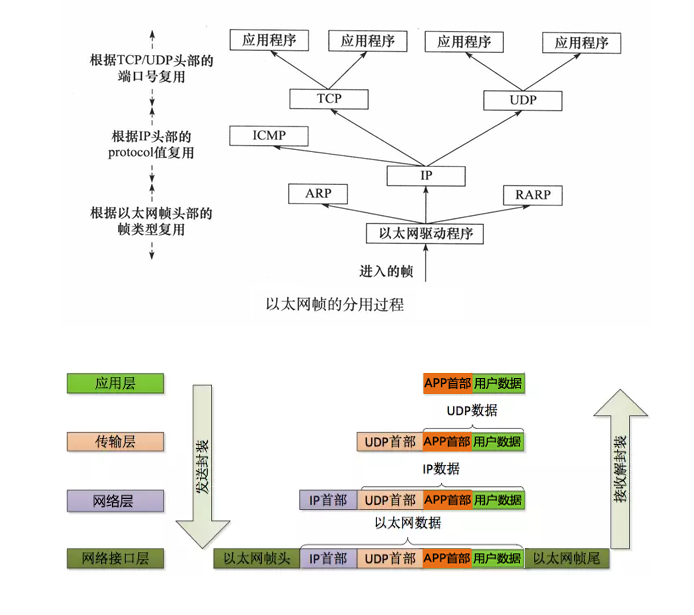 应用程序 应用程序 应用程序 应用程序
根据TCP/UDP头部的
端口号复用
TCP UDP
ICMP
根据IP头部的
protocol值复用
IP
ARP RARP
根据以太网帧头部的
帧类型复用
以太网驱动程序
进入的帧
以太网帧的分用过程
应用层 APP首部 用户数据
UDP数据
传输层 UDP首部 APP首部 用户数据
发送封装
接收解封装
IP数据
网络层 IP首部 UDP首部 APP首部 用户数据
以太网数据
网络接口层 以太网帧头 IP首部 UDP首部 APP首部 用户数据 以太网帧尾